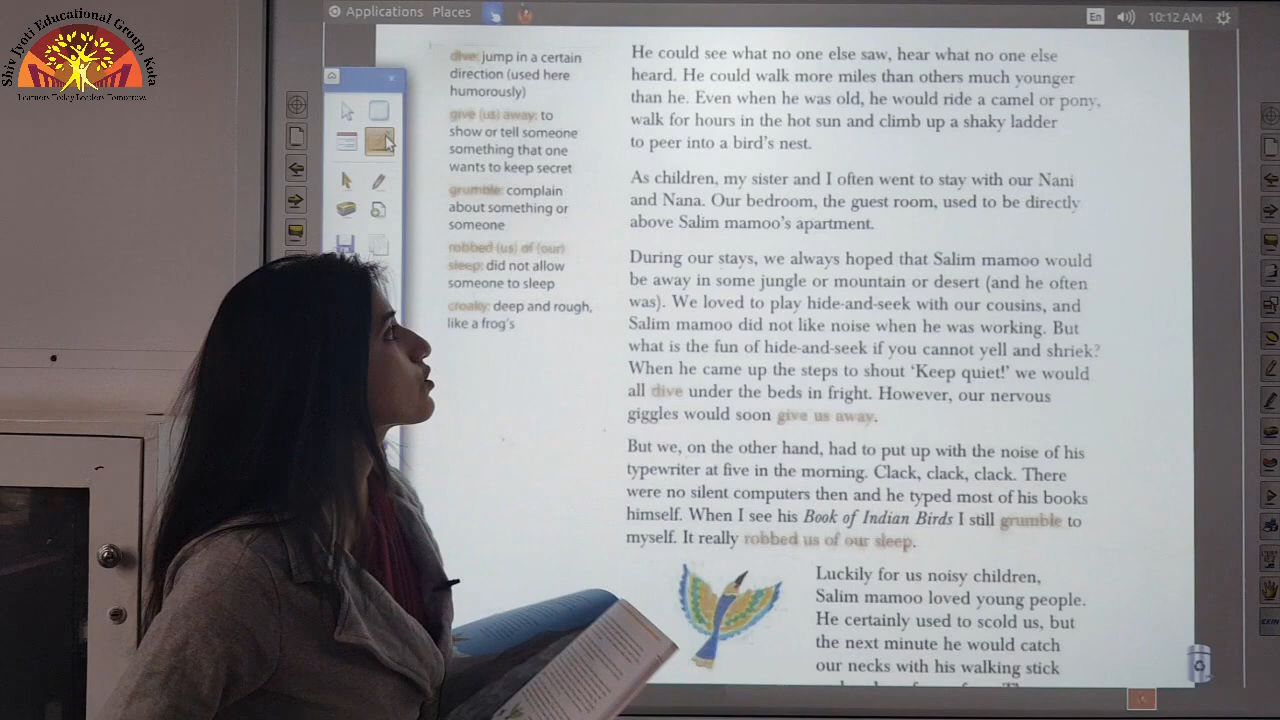 Shiv Jyoti Educational Group, Kota
Learners Today Leaders Tomorrow
Applications Places
En
10:12 AM
dive: jump in a certain
direction (used here
humorously)
give (us) away: to
show or tell someone
something that one
wants to keep secret
grumble: complain
about something or
someone
robbed (us) of (our)
sleep: did not allow
someone to sleep
croaky: deep and rough,
like a frog's
He could see what no one else saw, hear what no one else
heard. He could walk more miles than others much younger
than he. Even when he was old, he would ride a camel or pony,
walk for hours in the hot sun and climb up a shaky ladder
to peer into a bird's nest.
As children, my sister and I often went to stay with our Nani
and Nana. Our bedroom, the guest room, used to be directly
above Salim mamoo's apartment.
During our stays, we always hoped that Salim mamoo would
be away in some jungle or mountain or desert (and he often
was). We loved to play hide-and-seek with our cousins, and
Salim mamoo did not like noise when he was working. But
what is the fun of hide-and-seek if you cannot yell and shriek?
When he came up the steps to shout 'Keep quiet!' we would
all dive under the beds in fright. However, our nervous
giggles would soon give us away.
But we, on the other hand, had to put up with the noise of his
typewriter at five in the morning. Clack, clack, clack. There
were no silent computers then and he typed most of his books
himself. When I see his Book of Indian Birds I still grumble to
myself. It really robbed us of our sleep.
Luckily for us noisy children,
Salim mamoo loved young people.
He certainly used to scold us, but
the next minute he would catch
our necks with his walking stick